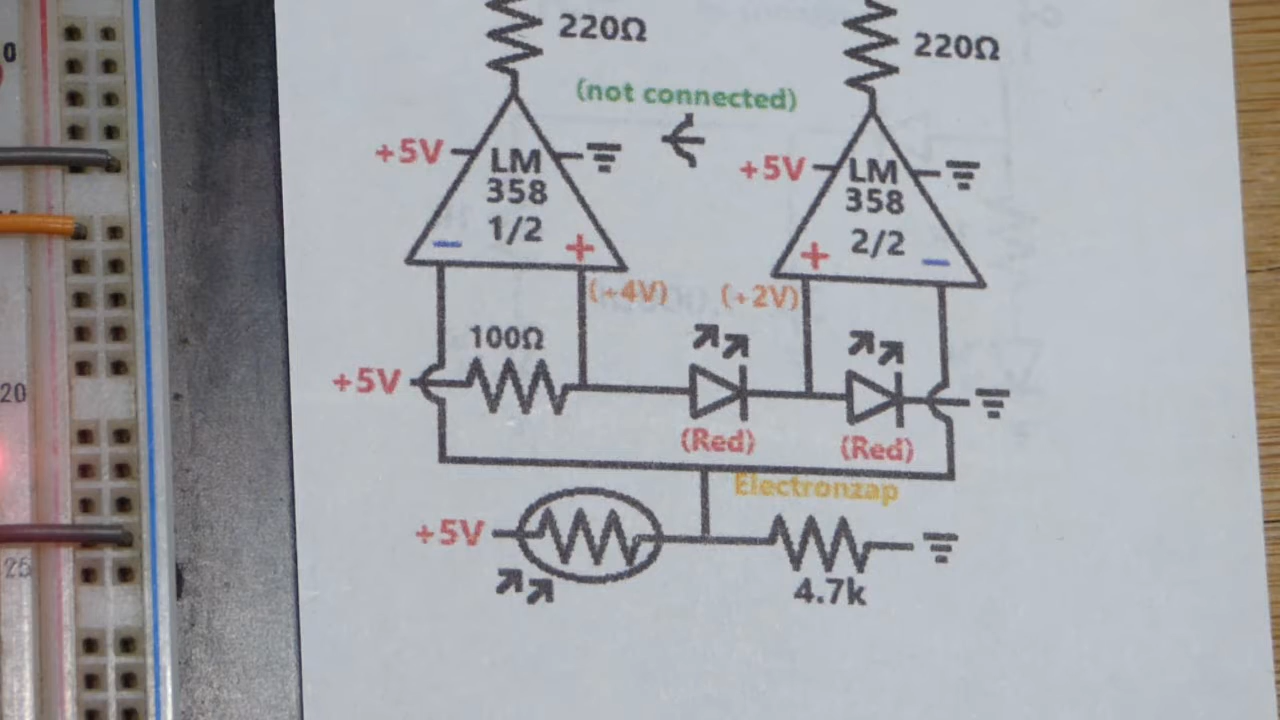 220Ω
220Ω
(not connected)
+5V
LM
358
1/2
+5V
LM
358
2/2
−
+
+
−
(+4V)
(+2V)
100Ω
+5V
(Red)
(Red)
Electronzap
+5V
4.7k
0
20
25